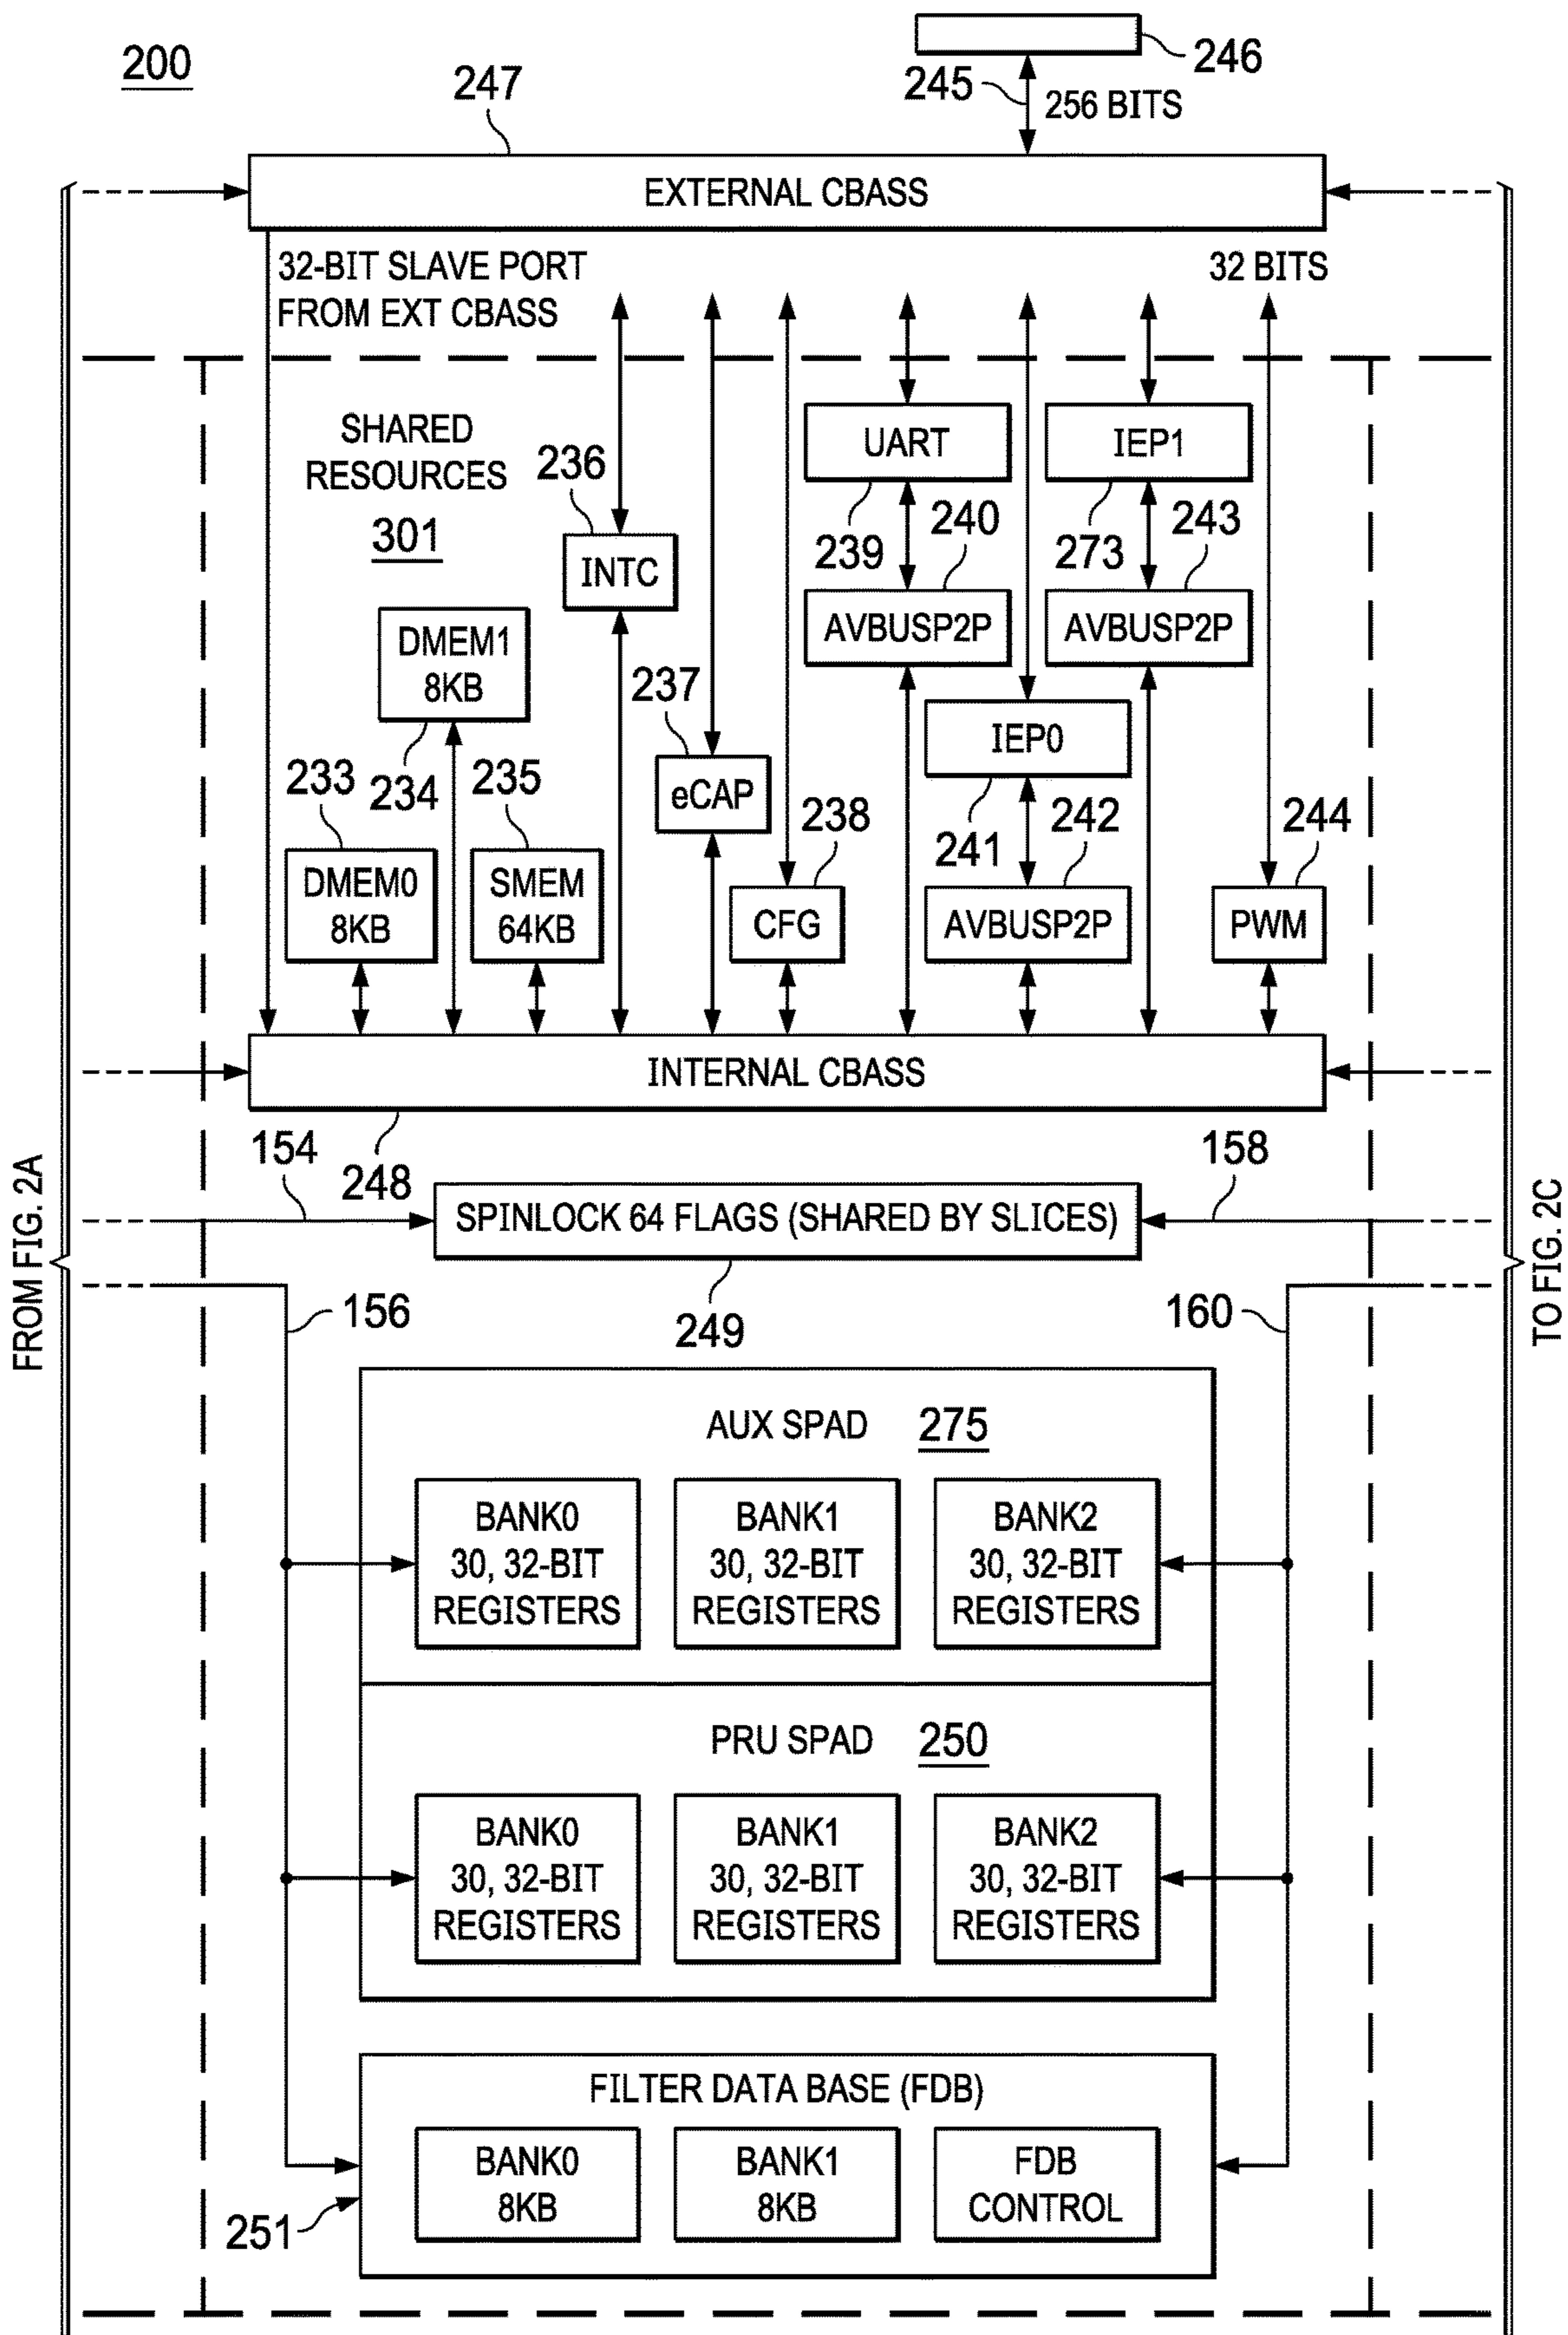 200
246
245
256 BITS
247
EXTERNAL CBASS
32-BIT SLAVE PORT
FROM EXT CBASS
32 BITS
SHARED
RESOURCES
301
236
INTC
UART
239
240
AVBUSP2P
IEP1
273
243
AVBUSP2P
DMEM1
8KB
234
237
eCAP
IEP0
241
242
AVBUSP2P
233
DMEM0
8KB
235
SMEM
64KB
238
CFG
244
PWM
INTERNAL CBASS
248
154
158
SPINLOCK 64 FLAGS (SHARED BY SLICES)
249
FROM FIG. 2A
TO FIG. 2C
156
160
AUX SPAD 275
BANK0
30, 32-BIT
REGISTERS
BANK1
30, 32-BIT
REGISTERS
BANK2
30, 32-BIT
REGISTERS
PRU SPAD 250
BANK0
30, 32-BIT
REGISTERS
BANK1
30, 32-BIT
REGISTERS
BANK2
30, 32-BIT
REGISTERS
FILTER DATA BASE (FDB)
BANK0
8KB
BANK1
8KB
FDB
CONTROL
251